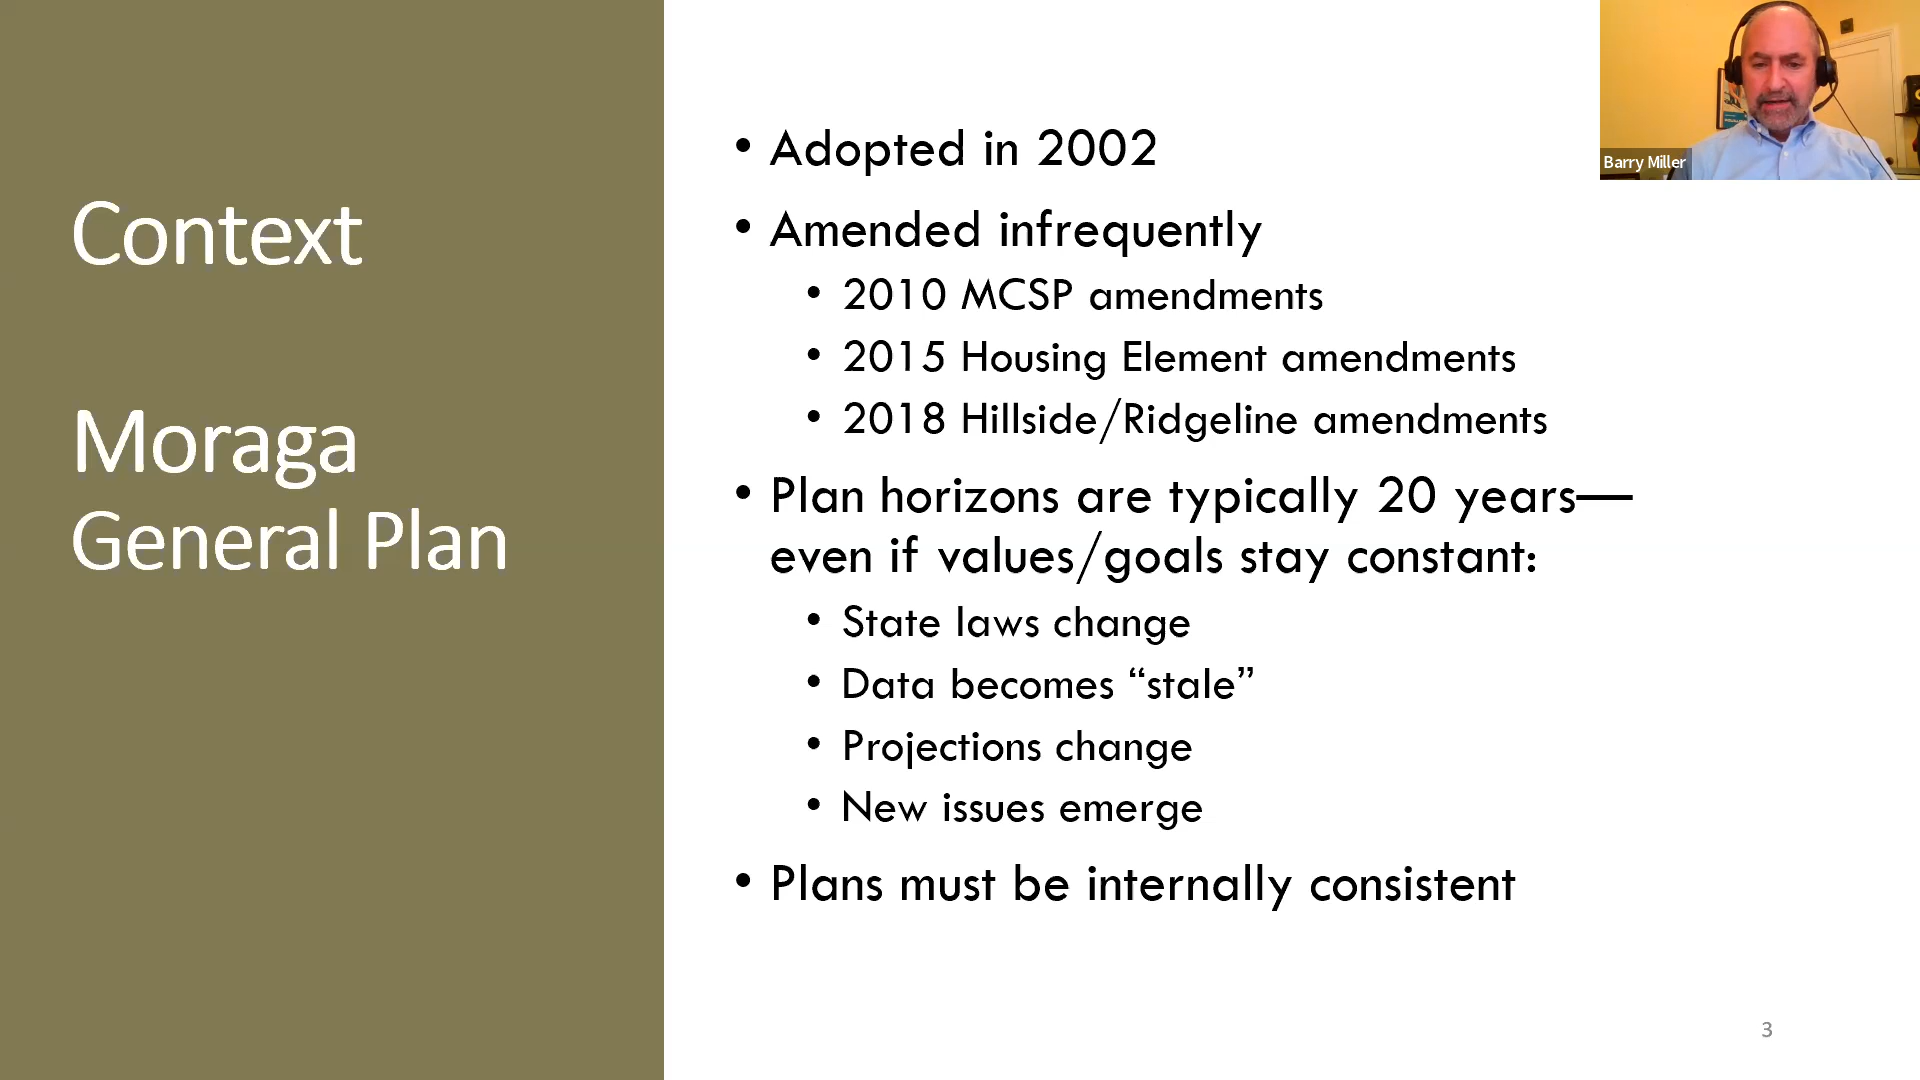 Context
Moraga
General Plan
• Adopted in 2002
• Amended infrequently
• 2010 MCSP amendments
• 2015 Housing Element amendments
• 2018 Hillside/Ridgeline amendments
• Plan horizons are typically 20 years—
even if values/goals stay constant:
• State laws change
• Data becomes “stale”
• Projections change
• New issues emerge
• Plans must be internally consistent
Barry Miller
3